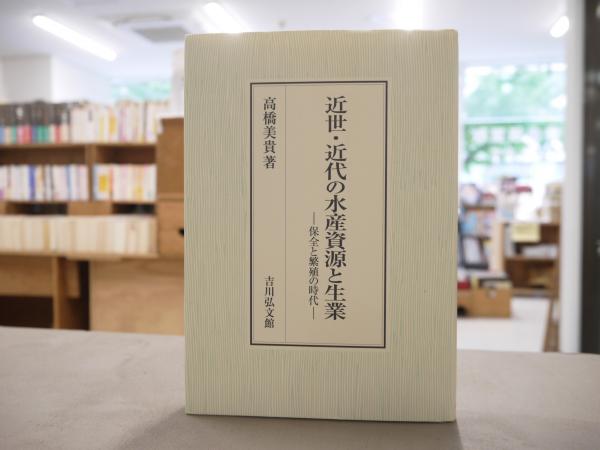 近世・近代の水産資源と生業
―保全と繁殖の時代―
高橋美貴著
吉川弘文館